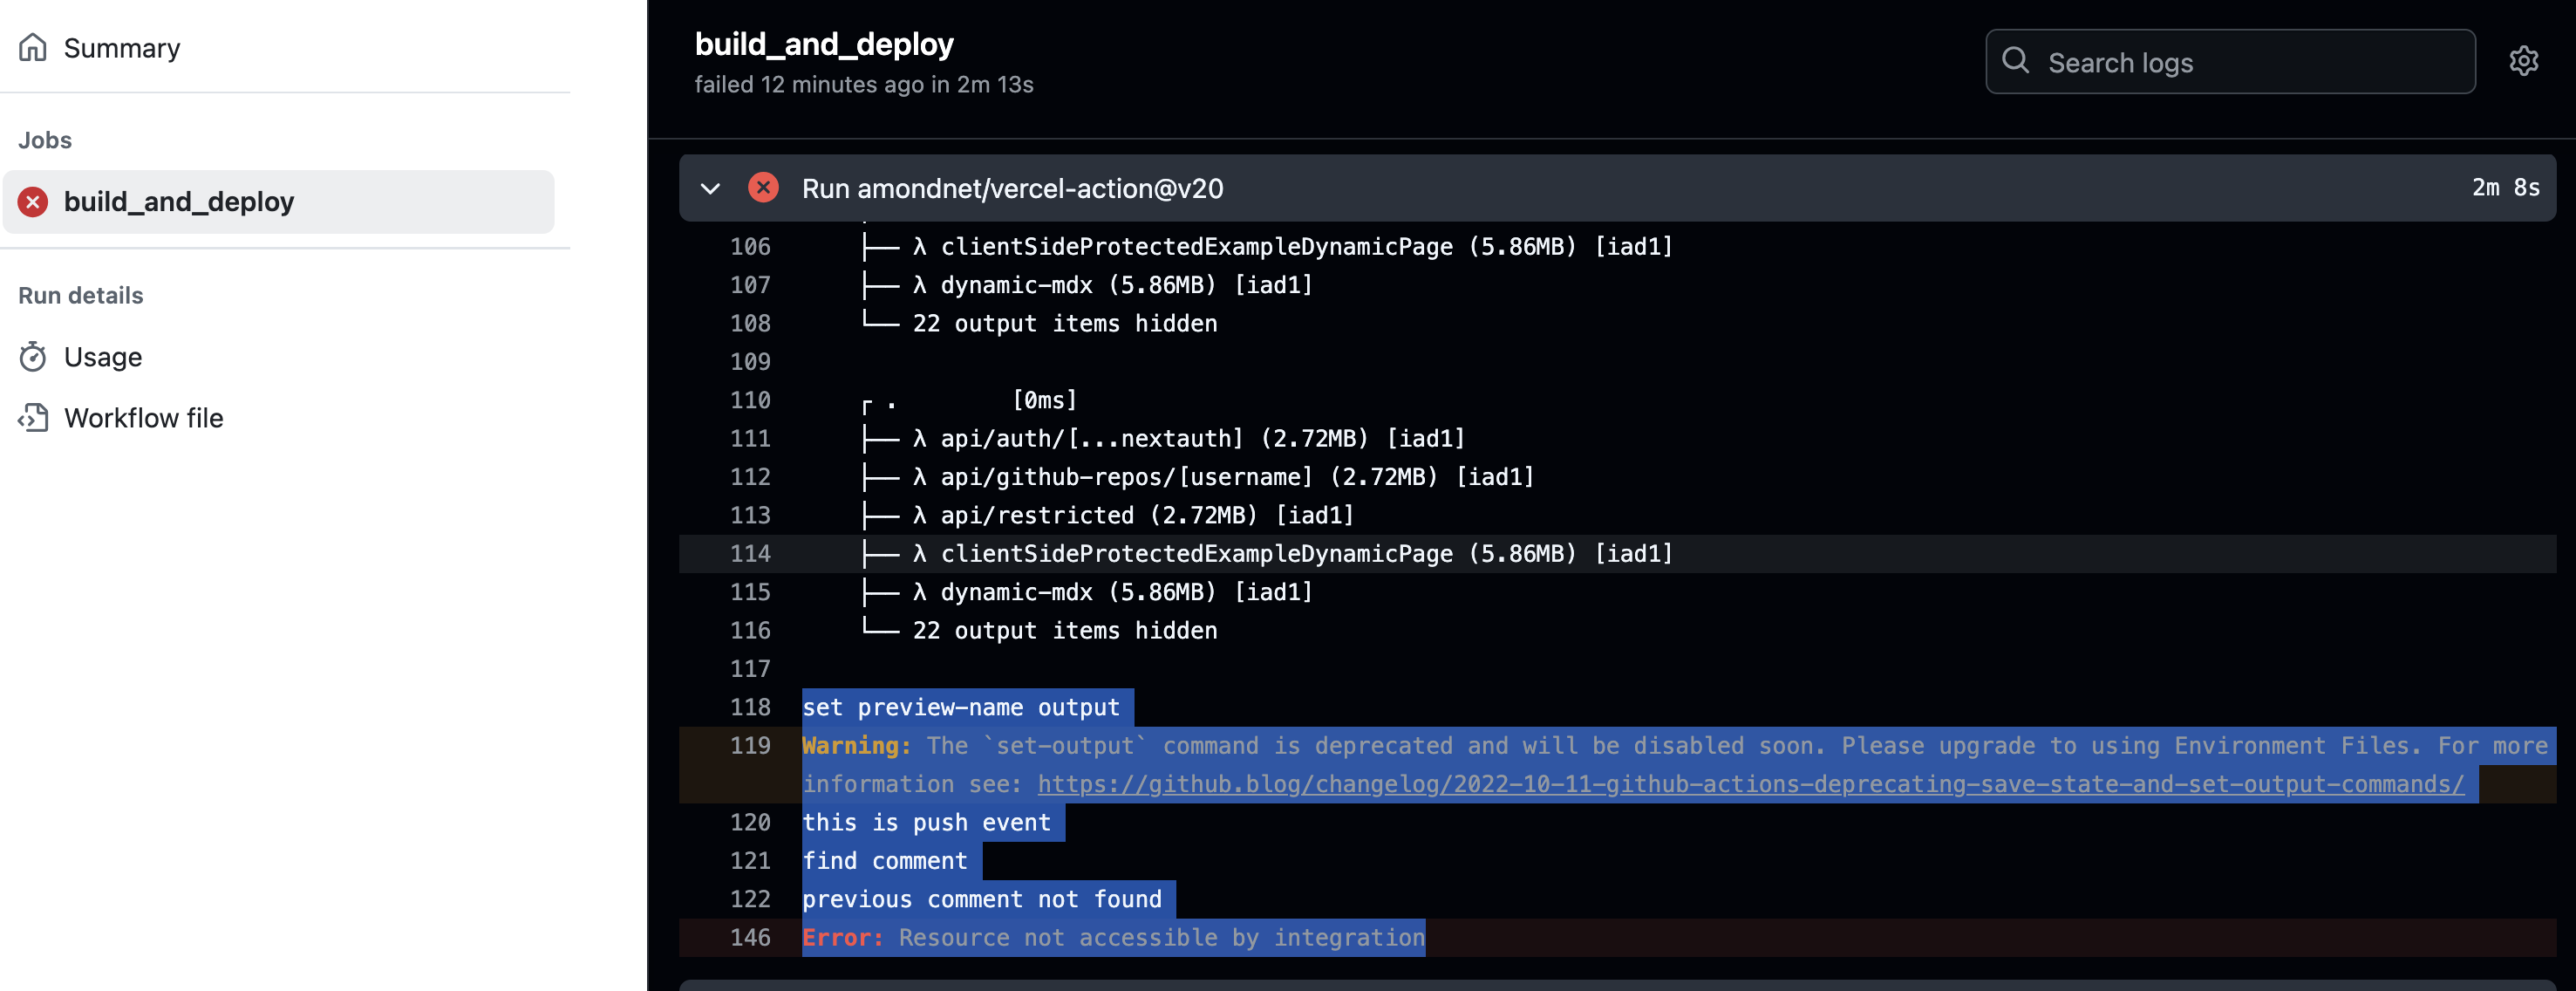 Summary
Jobs
build_and_deploy
Run details
Usage
Workflow file
build_and_deploy
failed 12 minutes ago in 2m 13s
Search logs
Run amondnet/vercel-action@v20 2m 8s
106 ├── λ clientSideProtectedExampleDynamicPage (5.86MB) [iad1]
107 ├── λ dynamic-mdx (5.86MB) [iad1]
108 └── 22 output items hidden
109
110 ┌ . [0ms]
111 ├── λ api/auth/[...nextauth] (2.72MB) [iad1]
112 ├── λ api/github-repos/[username] (2.72MB) [iad1]
113 ├── λ api/restricted (2.72MB) [iad1]
114 ├── λ clientSideProtectedExampleDynamicPage (5.86MB) [iad1]
115 ├── λ dynamic-mdx (5.86MB) [iad1]
116 └── 22 output items hidden
117
118 set preview-name output
119 Warning: The `set-output` command is deprecated and will be disabled soon. Please upgrade to using Environment Files. For more
information see: https://github.blog/changelog/2022-10-11-github-actions-deprecating-save-state-and-set-output-commands/
120 this is push event
121 find comment
122 previous comment not found
146 Error: Resource not accessible by integration